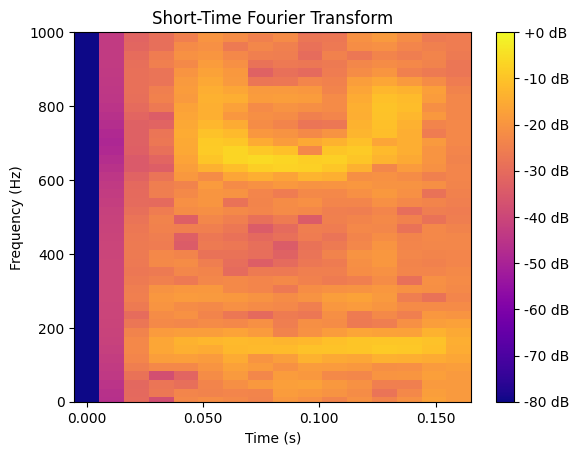 Short-Time Fourier Transform
1000
800
600
400
200
0
Frequency (Hz)
0.000
0.050
0.100
0.150
Time (s)
+0 dB
-10 dB
-20 dB
-30 dB
-40 dB
-50 dB
-60 dB
-70 dB
-80 dB